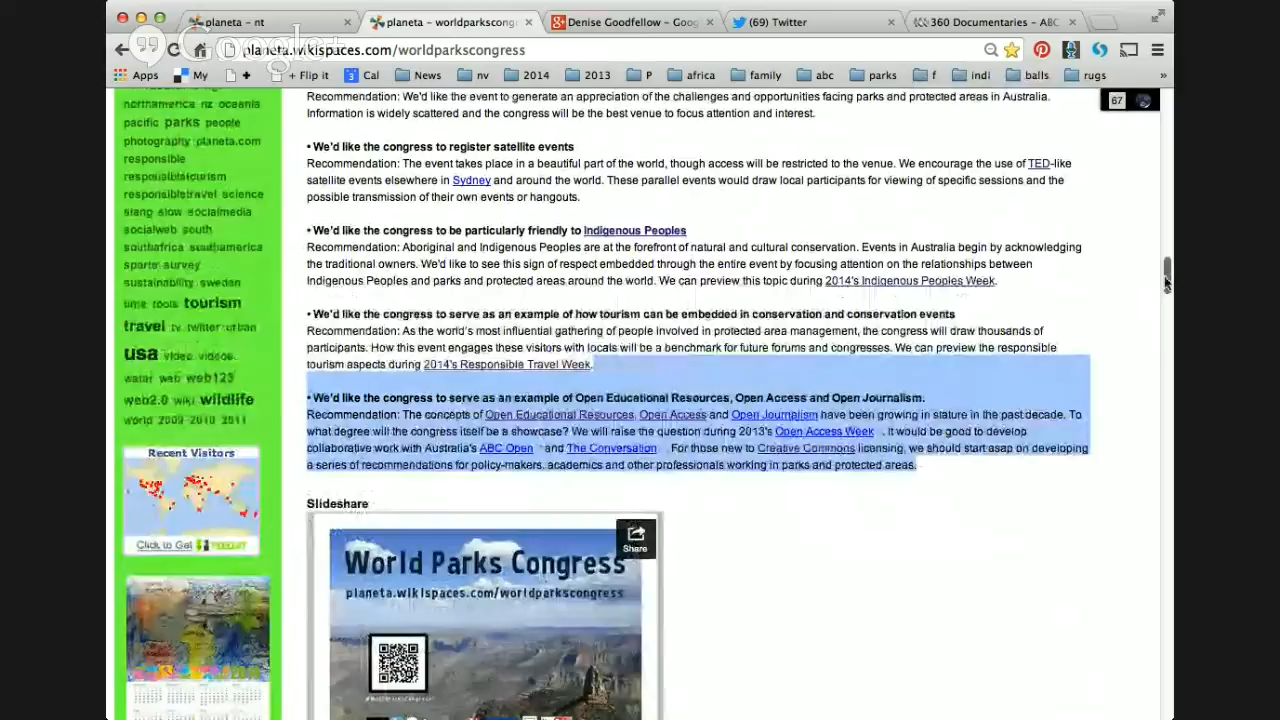 planeta - nt
planeta - worldparkscong
Denise Goodfellow - Goog
(69) Twitter
360 Documentaries - ABC
Google+
planeta.wikispaces.com/worldparkscongress
Apps
My
+
+ Flip it
3 Cal
News
nv
2014
2013
P
africa
family
abc
parks
f
indi
balls
rugs
»
67
northamerica nz oceania
pacific parks people
photography planeta.com
responsible
responsibletourism
responsibletravel science
slang slow socialmedia
socialweb south
southafrica southamerica
sports survey
sustainability sweden
time tools tourism
travel tv twitter urban
usa video videos
water web web123
web2.0 wiki wildlife
world 2009 2010 2011
Recent Visitors
Click to Get
Recommendation: We'd like the event to generate an appreciation of the challenges and opportunities facing parks and protected areas in Australia.
Information is widely scattered and the congress will be the best venue to focus attention and interest.
• We'd like the congress to register satellite events
Recommendation: The event takes place in a beautiful part of the world, though access will be restricted to the venue. We encourage the use of TED-like
satellite events elsewhere in Sydney and around the world. These parallel events would draw local participants for viewing of specific sessions and the
possible transmission of their own events or hangouts.
• We'd like the congress to be particularly friendly to Indigenous Peoples
Recommendation: Aboriginal and Indigenous Peoples are at the forefront of natural and cultural conservation. Events in Australia begin by acknowledging
the traditional owners. We'd like to see this sign of respect embedded through the entire event by focusing attention on the relationships between
Indigenous Peoples and parks and protected areas around the world. We can preview this topic during 2014's Indigenous Peoples Week.
• We'd like the congress to serve as an example of how tourism can be embedded in conservation and conservation events
Recommendation: As the world's most influential gathering of people involved in protected area management, the congress will draw thousands of
participants. How this event engages these visitors with locals will be a benchmark for future forums and congresses. We can preview the responsible
tourism aspects during 2014's Responsible Travel Week.
• We'd like the congress to serve as an example of Open Educational Resources, Open Access and Open Journalism.
Recommendation: The concepts of Open Educational Resources, Open Access and Open Journalism have been growing in stature in the past decade. To
what degree will the congress itself be a showcase? We will raise the question during 2013's Open Access Week . It would be good to develop
collaborative work with Australia's ABC Open and The Conversation . For those new to Creative Commons licensing, we should start asap on developing
a series of recommendations for policy-makers, academics and other professionals working in parks and protected areas.
Slideshare
Share
World Parks Congress
planeta.wikispaces.com/worldparkscongress